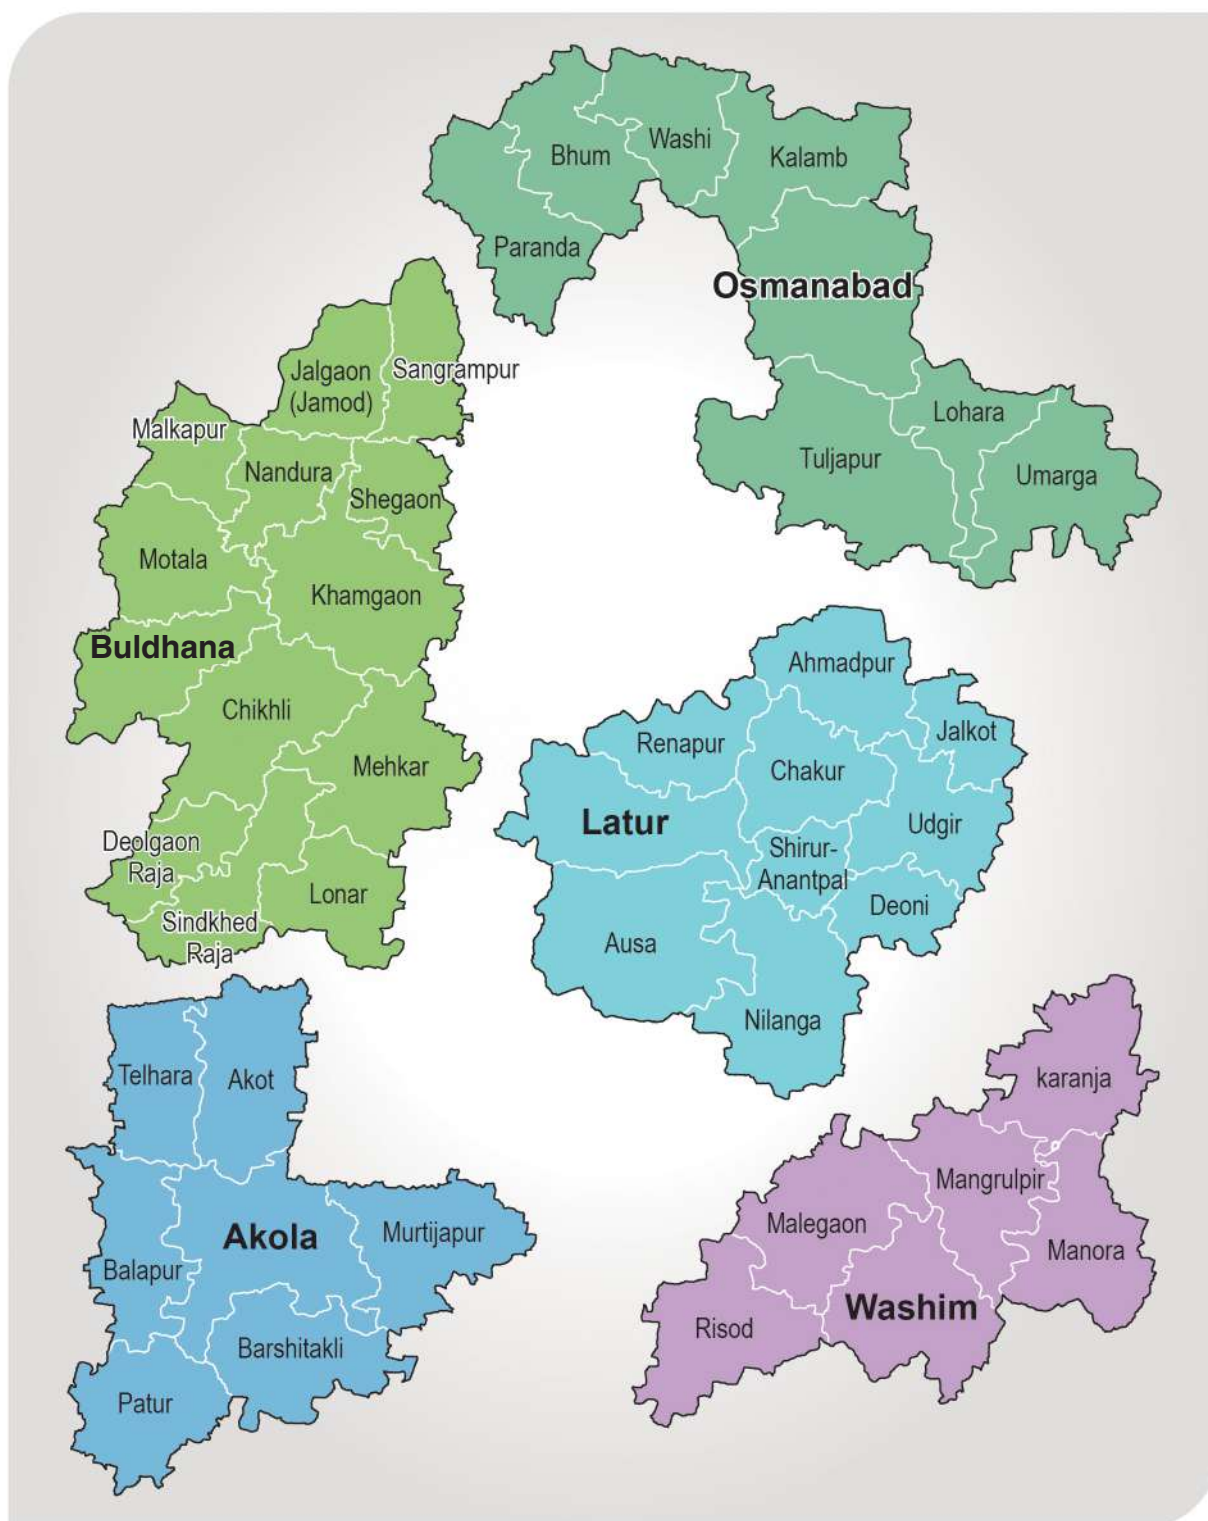 Washi
Bhum
Kalamb
Paranda
Osmanabad
Lohara
Tuljapur
Umarga
Jalgaon
(Jamod)
Sangrampur
Malkapur
Nandura
Shegaon
Motala
Khamgaon
Buldhana
Chikhli
Mehkar
Deolgaon
Raja
Lonar
Sindkhed
Raja
Ahmadpur
Jalkot
Renapur
Chakur
Latur
Udgir
Shirur-
Anantpal
Deoni
Ausa
Nilanga
Telhara
Akot
Akola
Murtijapur
Balapur
Barshitakli
Patur
karanja
Mangrulpir
Malegaon
Manora
Washim
Risod